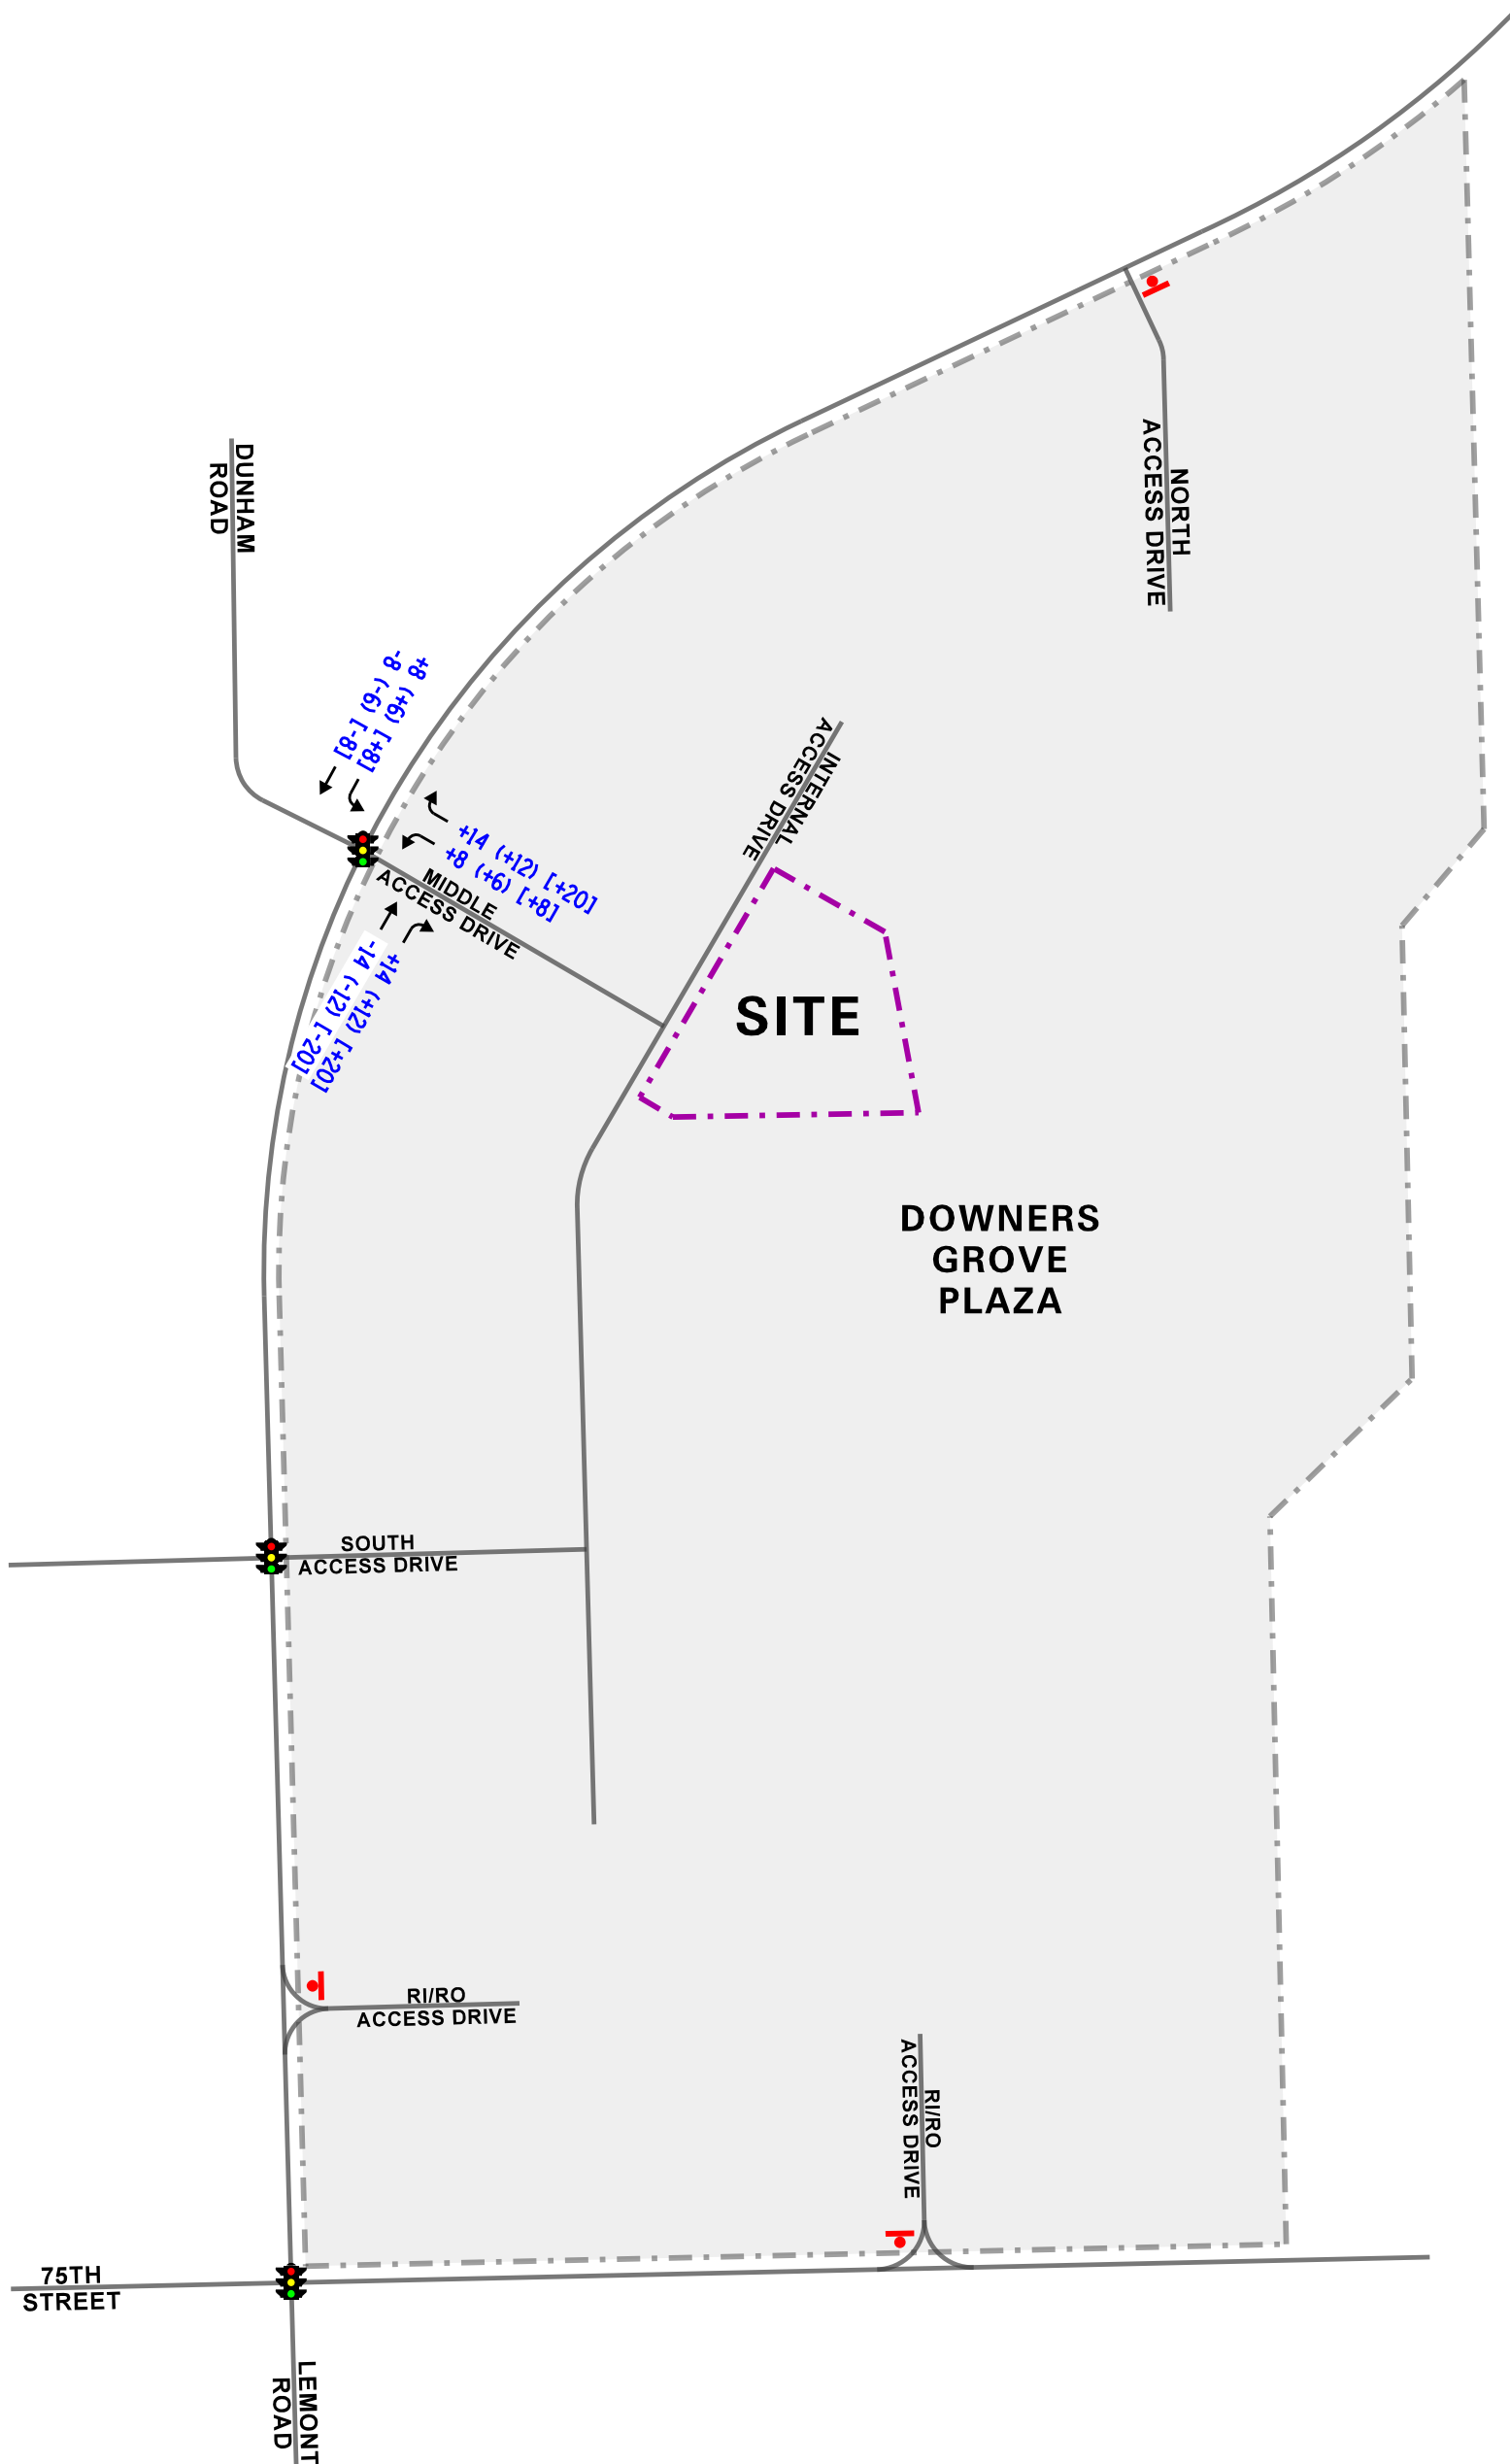 DUNHAM
ROAD
NORTH
ACCESS DRIVE
-8 (-6) [-8]
+8 (+6) [+8]
+14 (+12) [+20]
+8 (+6) [+8]
INTERNAL
ACCESS DRIVE
MIDDLE
ACCESS DRIVE
-14 (-12) [-20]
+14 (+12) [+20]
SITE
DOWNERS
GROVE
PLAZA
SOUTH
ACCESS DRIVE
RI/RO
ACCESS DRIVE
RI/RO
ACCESS DRIVE
75TH
STREET
LEMONT
ROAD